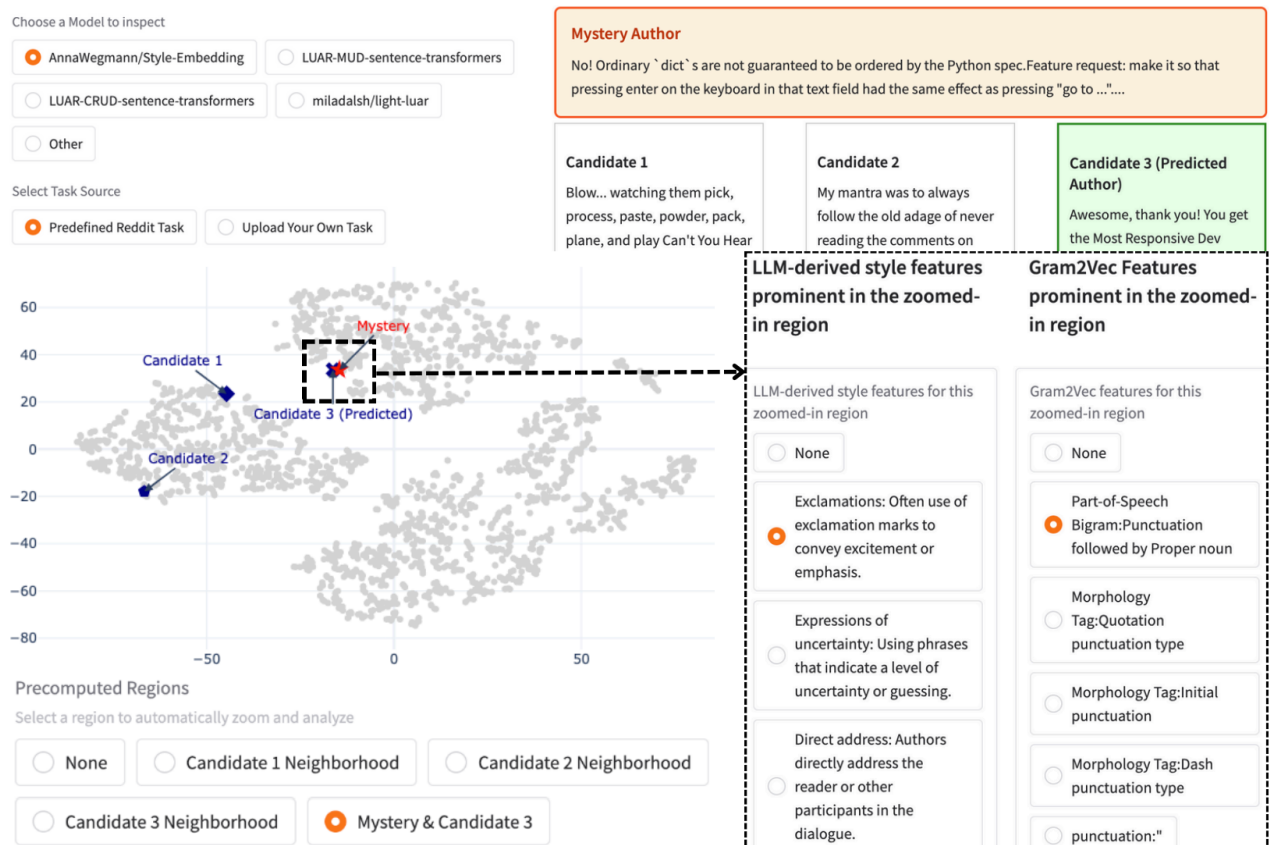 Choose a Model to inspect
AnnaWegmann/Style-Embedding
LUAR-MUD-sentence-transformers
LUAR-CRUD-sentence-transformers
miladalsh/light-luar
Other
Select Task Source
Predefined Reddit Task
Upload Your Own Task
Mystery Author
No! Ordinary `dict`s are not guaranteed to be ordered by the Python spec.Feature request: make it so that
pressing enter on the keyboard in that text field had the same effect as pressing "go to ..."....
Candidate 1
Blow... watching them pick,
process, paste, powder, pack,
plane, and play Can't You Hear
Candidate 2
My mantra was to always
follow the old adage of never
reading the comments on
Candidate 3 (Predicted
Author)
Awesome, thank you! You get
the Most Responsive Dev
60
40
20
0
−20
−40
−60
−80
−50
0
50
Mystery
Candidate 1
Candidate 3 (Predicted)
Candidate 2
Precomputed Regions
Select a region to automatically zoom and analyze
None
Candidate 1 Neighborhood
Candidate 2 Neighborhood
Candidate 3 Neighborhood
Mystery & Candidate 3
LLM-derived style features
prominent in the zoomed-
in region
LLM-derived style features for this
zoomed-in region
None
Exclamations: Often use of
exclamation marks to
convey excitement or
emphasis.
Expressions of
uncertainty: Using phrases
that indicate a level of
uncertainty or guessing.
Direct address: Authors
directly address the
reader or other
participants in the
dialogue.
Gram2Vec Features
prominent in the zoomed-
in region
Gram2Vec features for this
zoomed-in region
None
Part-of-Speech
Bigram:Punctuation
followed by Proper noun
Morphology
Tag:Quotation
punctuation type
Morphology Tag:Initial
punctuation
Morphology Tag:Dash
punctuation type
punctuation:"